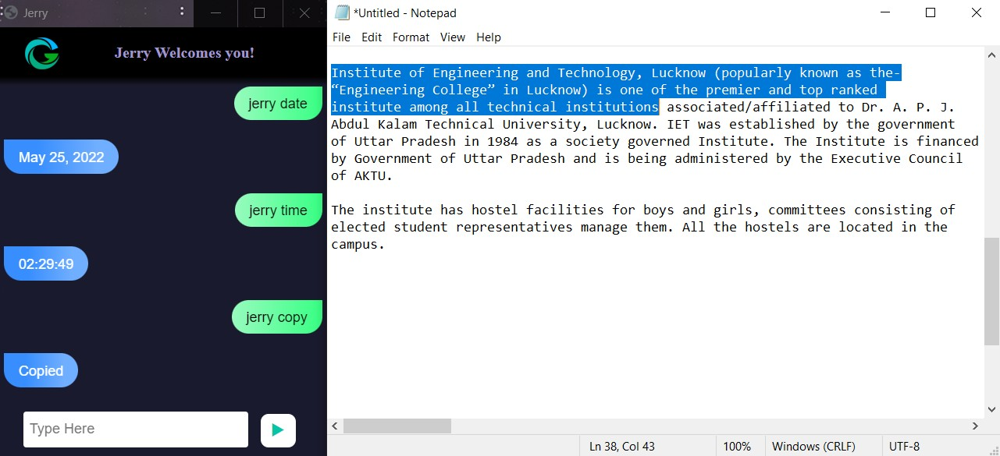 Jerry
Jerry Welcomes you!
jerry date
May 25, 2022
jerry time
02:29:49
jerry copy
Copied
Type Here
*Untitled - Notepad
File Edit Format View Help
Institute of Engineering and Technology, Lucknow (popularly known as the-
“Engineering College” in Lucknow) is one of the premier and top ranked
institute among all technical institutions associated/affiliated to Dr. A. P. J.
Abdul Kalam Technical University, Lucknow. IET was established by the government
of Uttar Pradesh in 1984 as a society governed Institute. The Institute is financed
by Government of Uttar Pradesh and is being administered by the Executive Council
of AKTU.
The institute has hostel facilities for boys and girls, committees consisting of
elected student representatives manage them. All the hostels are located in the
campus.
Ln 38, Col 43 100% Windows (CRLF) UTF-8